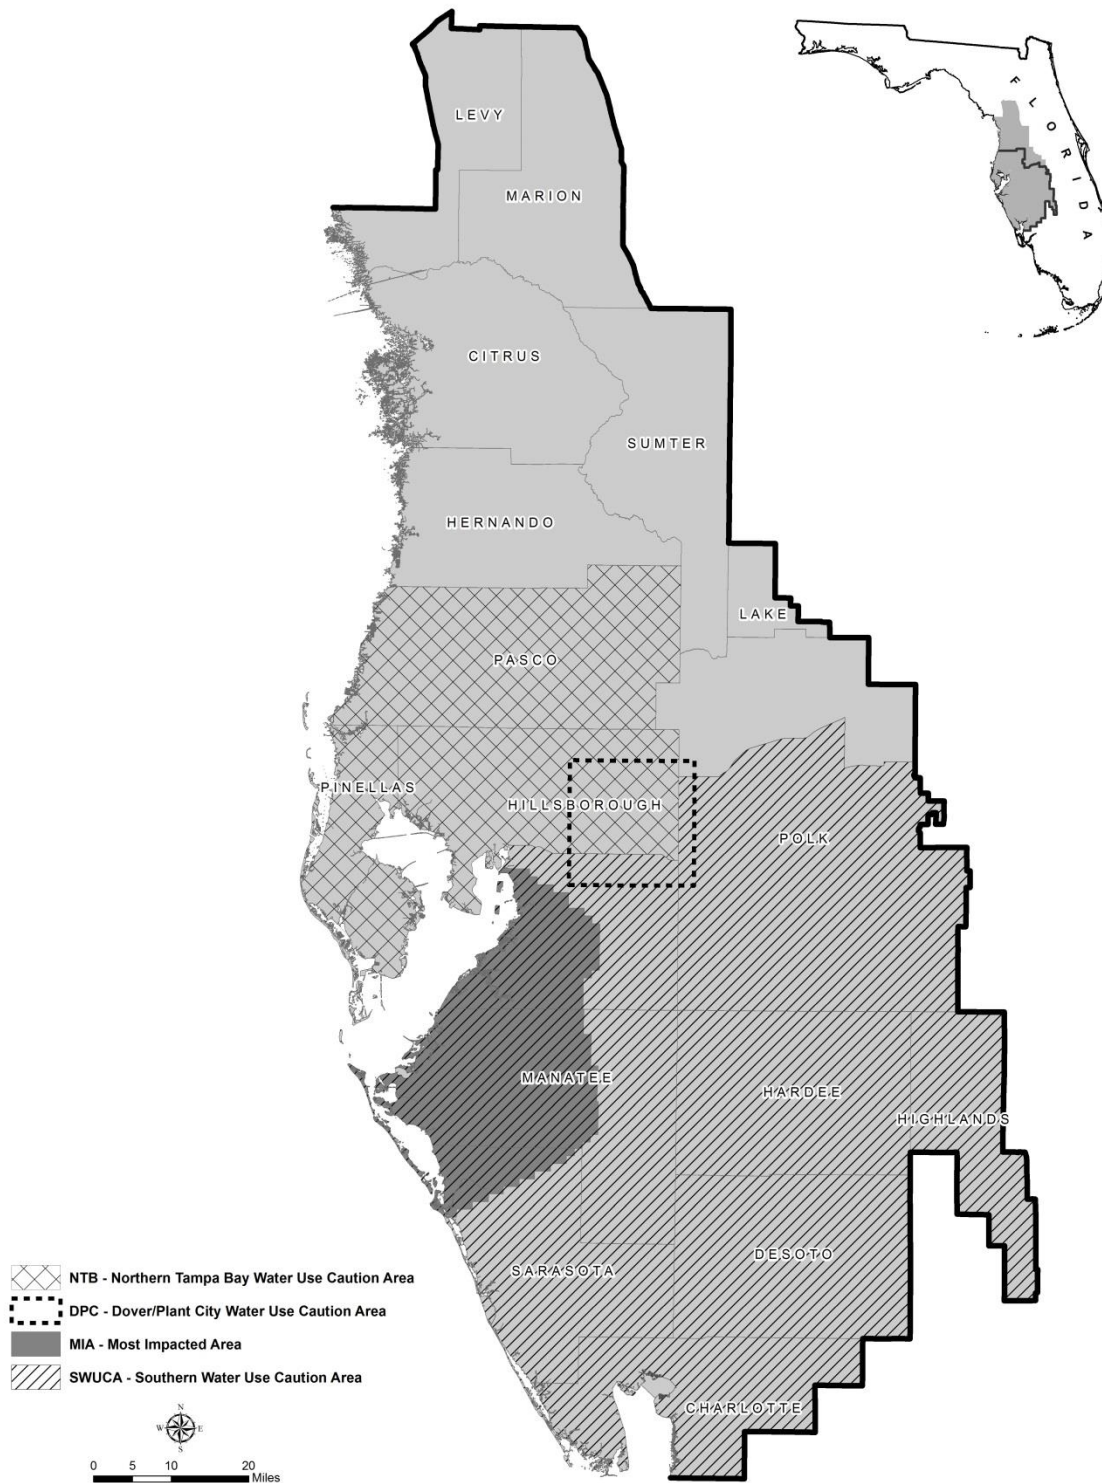 FLORIDA
LEVY
MARION
CITRUS
SUMTER
HERNANDO
LAKE
PASCO
PINELLAS
HILLSBOROUGH
POLK
MANATEE
HARDEE
HIGHLANDS
DESOTO
SARASOTA
CHARLOTTE
NTB - Northern Tampa Bay Water Use Caution Area
DPC - Dover/Plant City Water Use Caution Area
MIA - Most Impacted Area
SWUCA - Southern Water Use Caution Area
N
W E
S
0 5 10 20
Miles